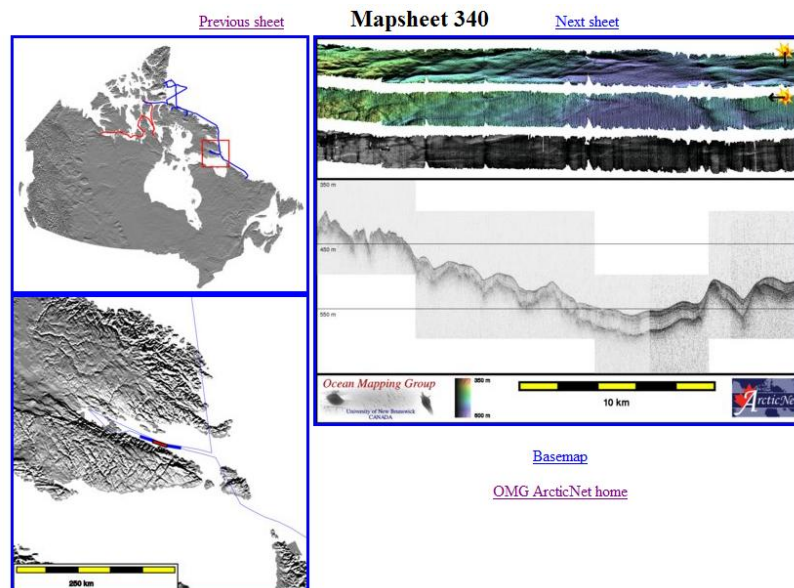 Previous sheet
Mapsheet 340
Next sheet
350 m
450 m
550 m
Ocean Mapping Group
University of New Brunswick
CANADA
350 m
600 m
10 km
ArcticNet
250 km
Basemap
OMG ArcticNet home